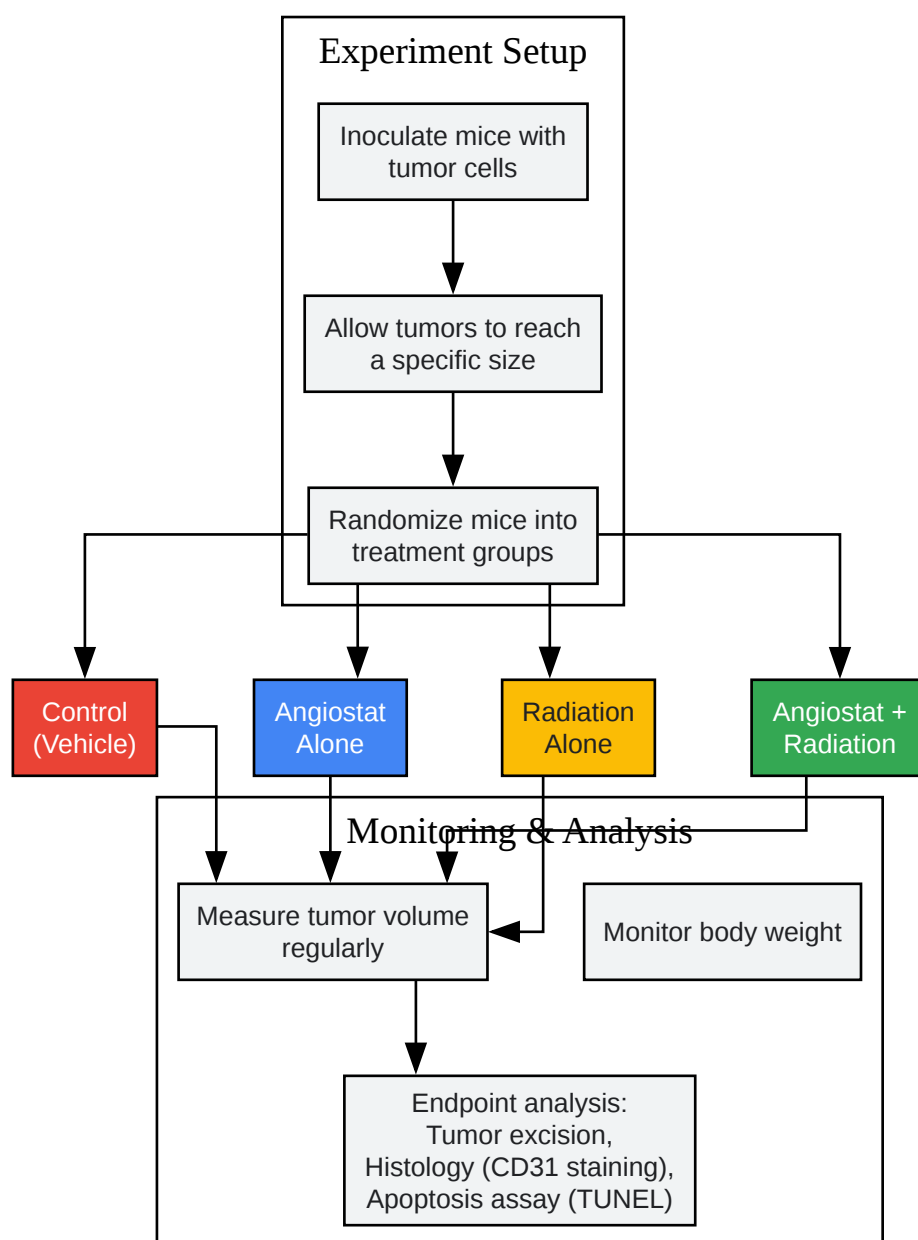 Experiment Setup
Inoculate mice with
tumor cells
Allow tumors to reach
a specific size
Randomize mice into
treatment groups
Control
(Vehicle)
Angiostat
Alone
Radiation
Alone
Angiostat +
Radiation
Monitoring & Analysis
Measure tumor volume
regularly
Monitor body weight
Endpoint analysis:
Tumor excision,
Histology (CD31 staining),
Apoptosis assay (TUNEL)